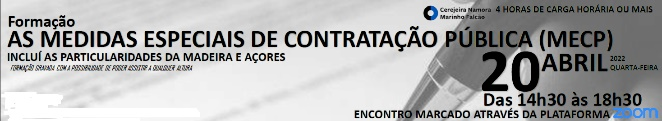 Formação
Cerejeira Namora
Marinho Falcão
4 HORAS DE CARGA HORÁRIA OU MAIS
AS MEDIDAS ESPECIAIS DE CONTRATAÇÃO PÚBLICA (MECP)
INCLUÍ AS PARTICULARIDADES DA MADEIRA E AÇORES
FORMAÇÃO GRAVADA COM A POSSIBILIDADE DE PODER ASSISTIR A QUALQUER ALTURA
20 ABRIL 2022
QUARTA-FEIRA
Das 14h30 às 18h30
ENCONTRO MARCADO ATRAVÉS DA PLATAFORMA zoom